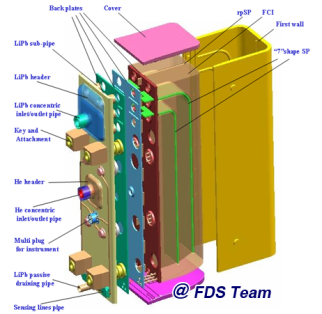 Back plates
Cover
rpSP
FCI
First wall
"?"shape SP
LiPb sub-pipe
LiPb header
LiPb concentric
inlet/outlet pipe
Key and
Attachment
He header
He concentric
inlet/outlet pipe
Multi plug
for instrument
LiPb passive
draining pipe
Sensing lines pipe
@ FDS Team